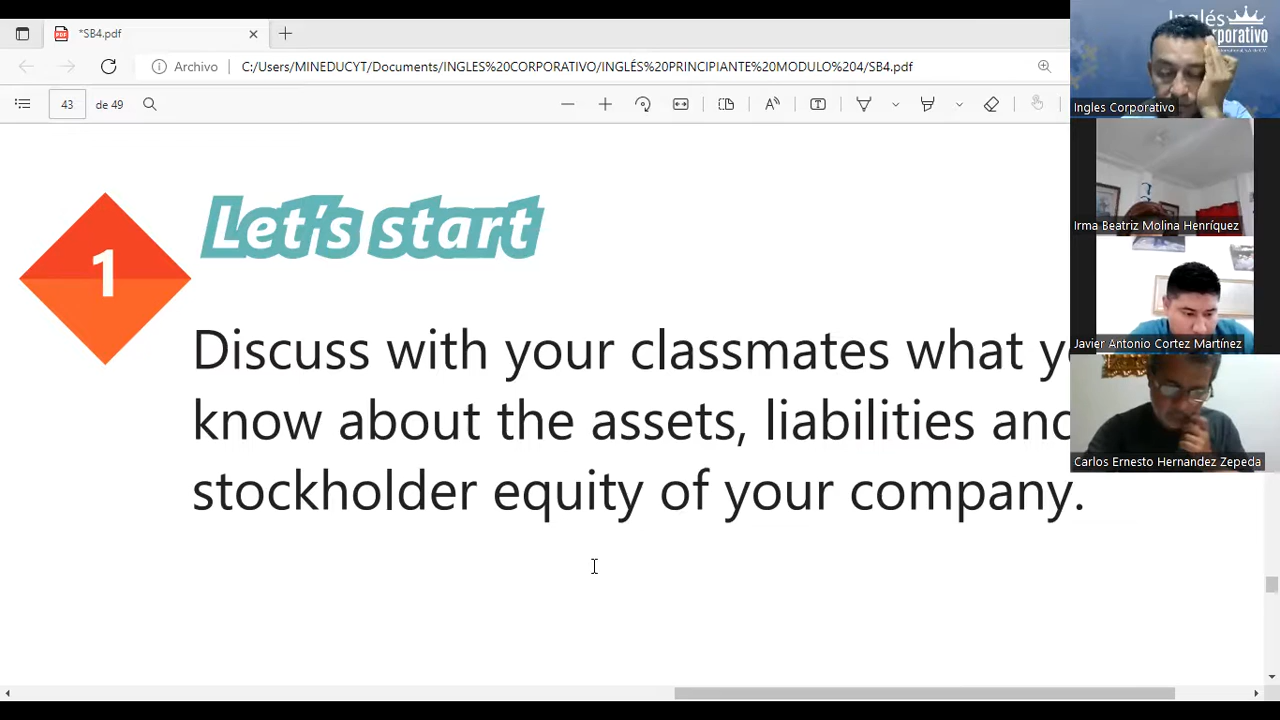 *SB4.pdf
Archivo
C:/Users/MINEDUCYT/Documents/INGLES%20CORPORATIVO/INGLÉS%20PRINCIPIANTE%20MODULO%204/SB4.pdf
43
de 49
Inglés
Ingles Corporativo
Irma Beatriz Molina Henríquez
Javier Antonio Cortez Martínez
Carlos Ernesto Hernandez Zepeda
1
Let's start
Discuss with your classmates what
know about the assets, liabilities and
stockholder equity of your company.